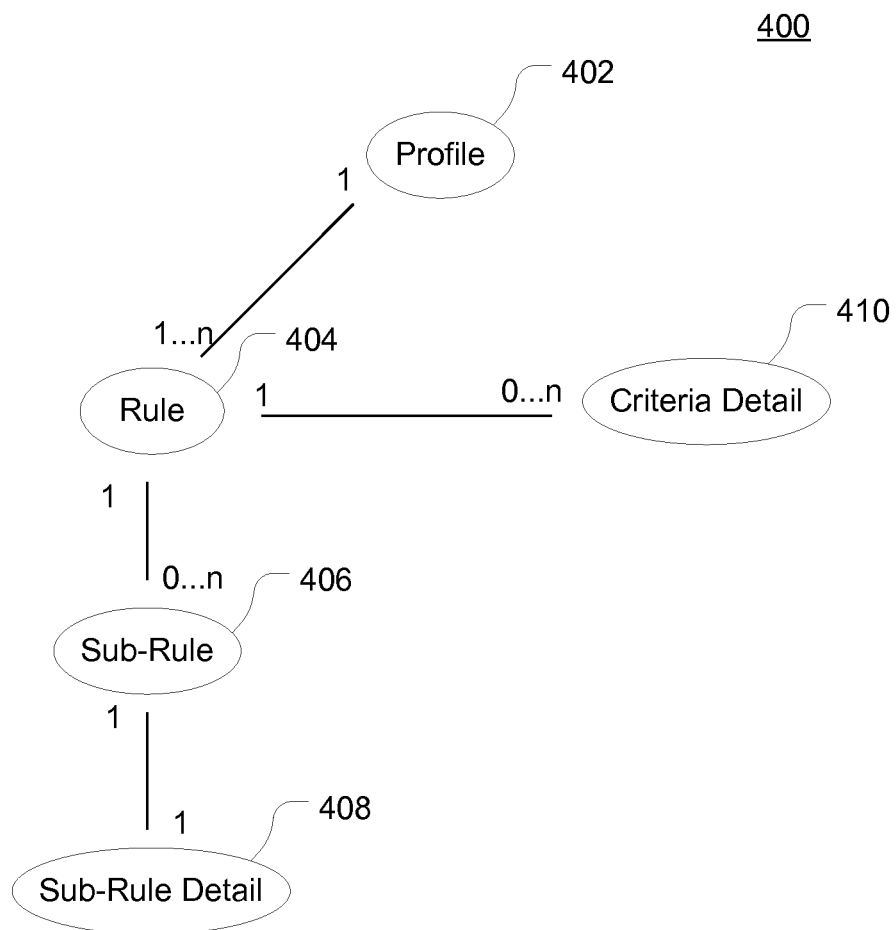 400
402
Profile
1
1...n
404
410
Rule
1
0...n
Criteria Detail
1
0...n
406
Sub-Rule
1
408
1
Sub-Rule Detail